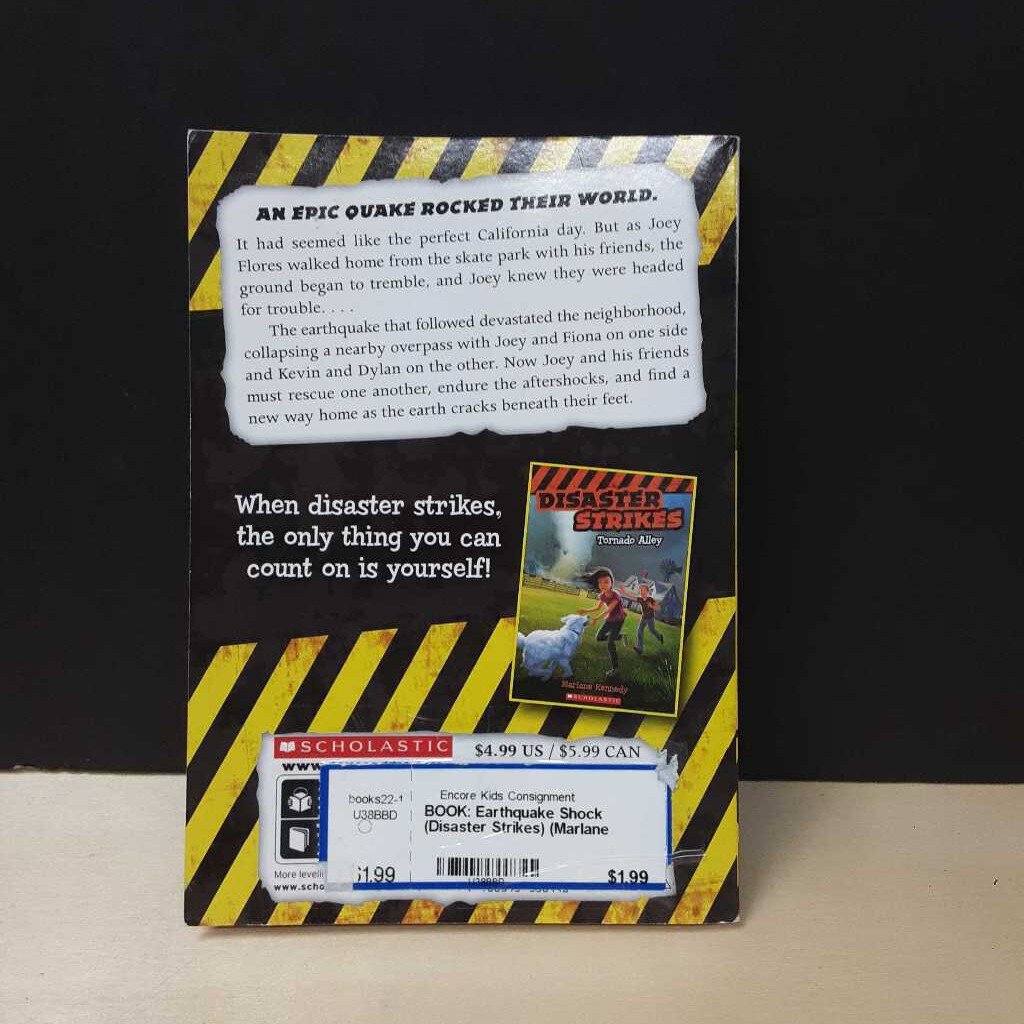 AN EPIC QUAKE ROCKED THEIR WORLD.
It had seemed like the perfect California day. But as Joey
Flores walked home from the skate park with his friends, the
ground began to tremble, and Joey knew they were headed
for trouble. . . .
The earthquake that followed devastated the neighborhood,
collapsing a nearby overpass with Joey and Fiona on one side
and Kevin and Dylan on the other. Now Joey and his friends
must rescue one another, endure the aftershocks, and find a
new way home as the earth cracks beneath their feet.
When disaster strikes,
the only thing you can
count on is yourself!
DISASTER
STRIKES
Tornado Alley
Marlane Kennedy
SCHOLASTIC
SCHOLASTIC
$4.99 US / $5.99 CAN
www.
books22-1
U38BBD
$1.99
Encore Kids Consignment
BOOK: Earthquake Shock
(Disaster Strikes) (Marlane
U38BBD
$1.99
More leveli
www.scho